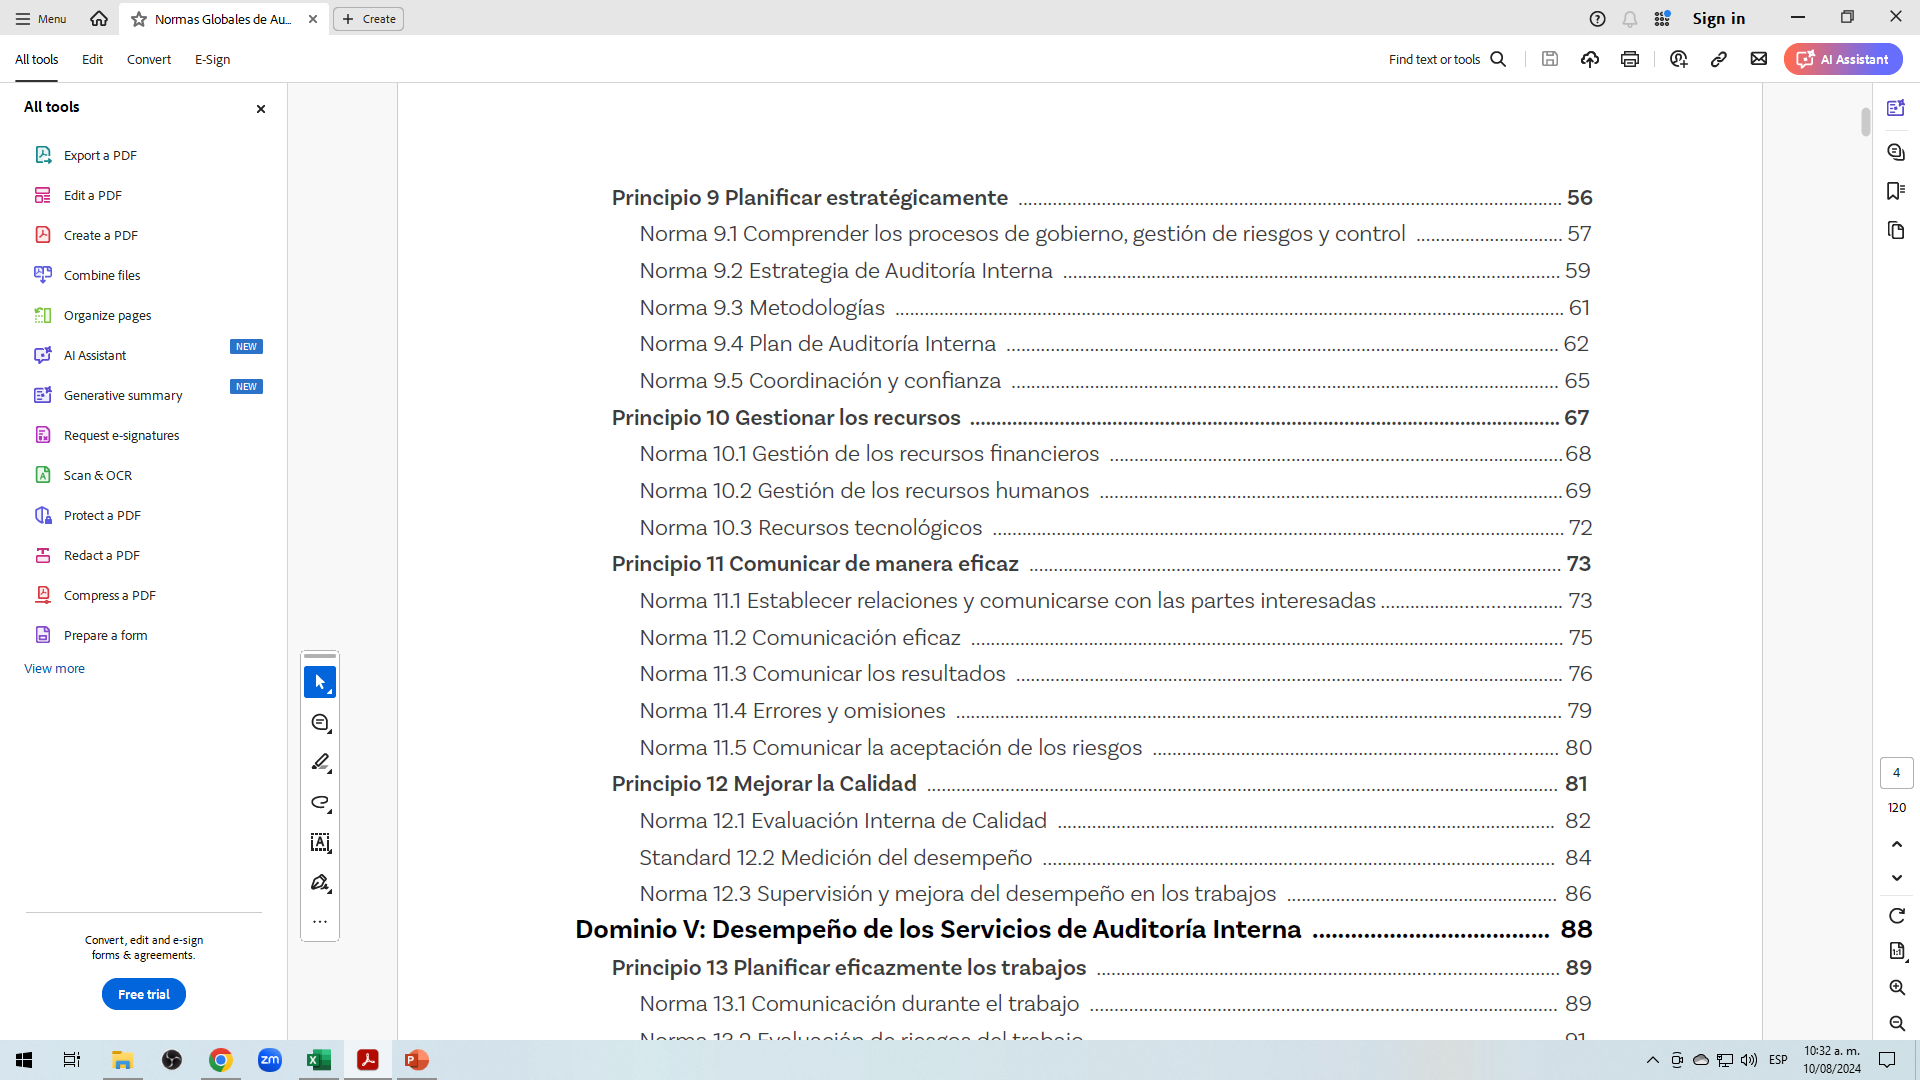 Menu
Normas Globales de Au...
Create
Sign in
All tools
Edit
Convert
E-Sign
Find text or tools
AI Assistant
All tools
Export a PDF
Edit a PDF
Create a PDF
Combine files
Organize pages
AI Assistant
NEW
Generative summary
NEW
Request e-signatures
Scan & OCR
Protect a PDF
Redact a PDF
Compress a PDF
Prepare a form
View more
Convert, edit and e-sign
forms & agreements.
Free trial
Principio 9 Planificar estratégicamente 56
Norma 9.1 Comprender los procesos de gobierno, gestión de riesgos y control 57
Norma 9.2 Estrategia de Auditoría Interna 59
Norma 9.3 Metodologías 61
Norma 9.4 Plan de Auditoría Interna 62
Norma 9.5 Coordinación y confianza 65
Principio 10 Gestionar los recursos 67
Norma 10.1 Gestión de los recursos financieros 68
Norma 10.2 Gestión de los recursos humanos 69
Norma 10.3 Recursos tecnológicos 72
Principio 11 Comunicar de manera eficaz 73
Norma 11.1 Establecer relaciones y comunicarse con las partes interesadas 73
Norma 11.2 Comunicación eficaz 75
Norma 11.3 Comunicar los resultados 76
Norma 11.4 Errores y omisiones 79
Norma 11.5 Comunicar la aceptación de los riesgos 80
Principio 12 Mejorar la Calidad 81
Norma 12.1 Evaluación Interna de Calidad 82
Standard 12.2 Medición del desempeño 84
Norma 12.3 Supervisión y mejora del desempeño en los trabajos 86
Dominio V: Desempeño de los Servicios de Auditoría Interna 88
Principio 13 Planificar eficazmente los trabajos 89
Norma 13.1 Comunicación durante el trabajo 89
Norma 13.2 Evaluación de riesgos del trabajo 91
4
120
zm
ESP
10:32 a. m.
10/08/2024